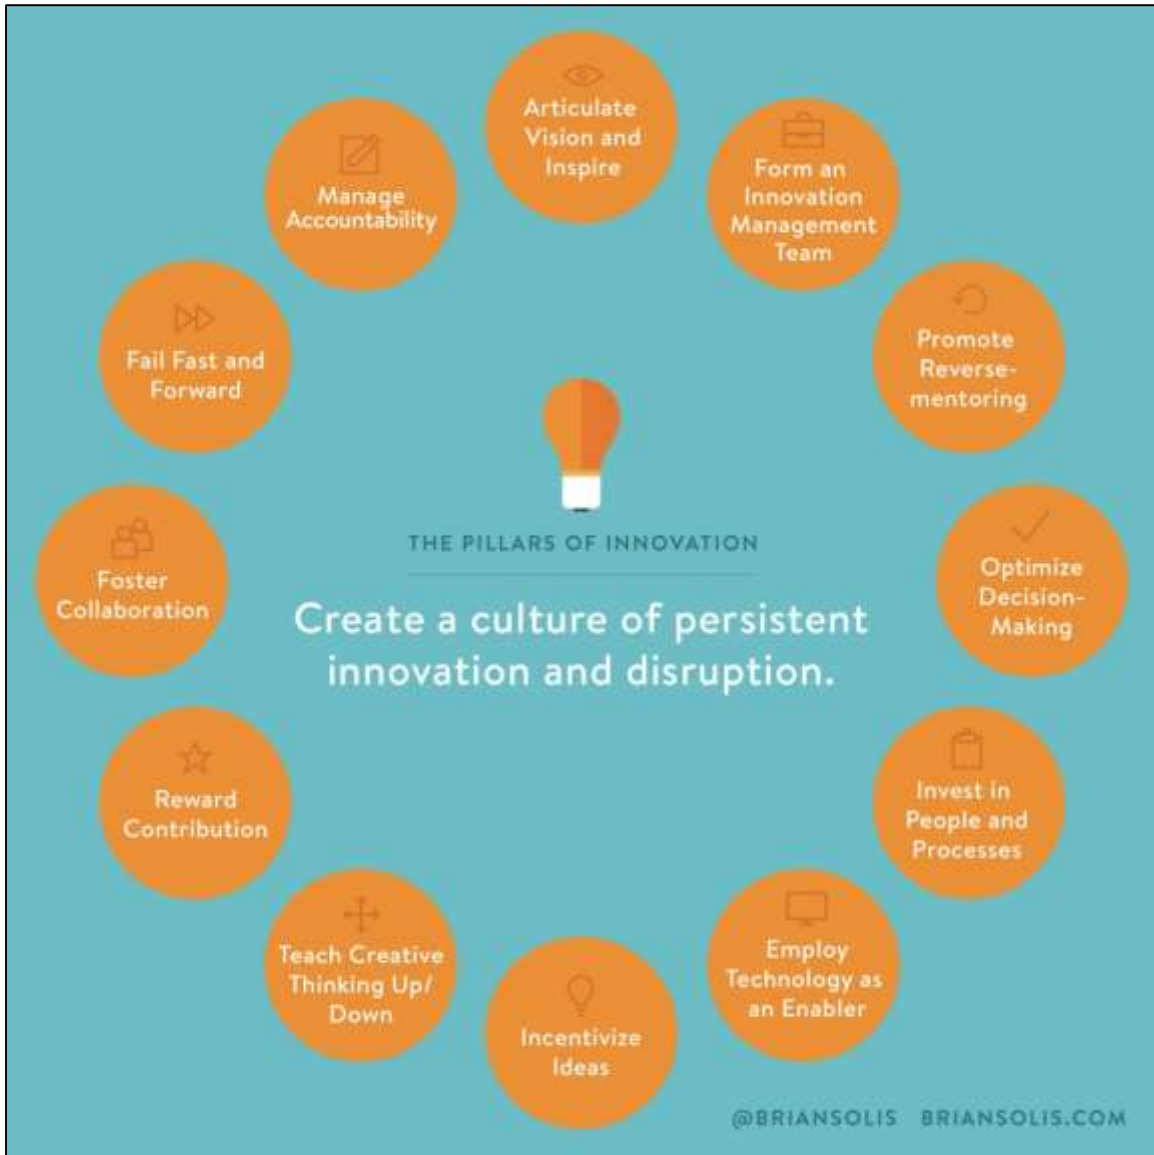 Articulate
Vision and
Inspire
Form an
Innovation
Management
Team
Promote
Reverse-
mentoring
Optimize
Decision-
Making
Invest in
People and
Processes
Employ
Technology as
an Enabler
Incentivize
Ideas
Teach Creative
Thinking Up/
Down
Reward
Contribution
Foster
Collaboration
Fail Fast and
Forward
Manage
Accountability
THE PILLARS OF INNOVATION
Create a culture of persistent
innovation and disruption.
@BRIANSOLIS BRIANSOLIS.COM